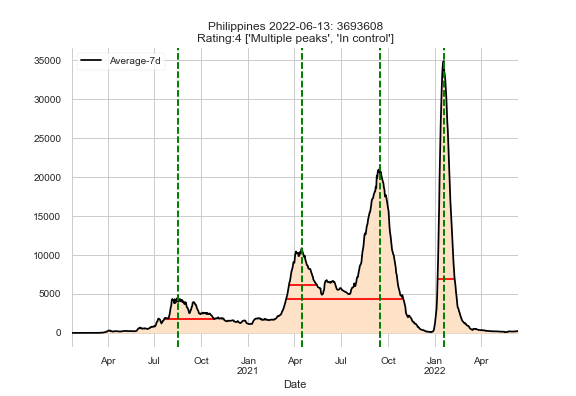 Philippines 2022-06-13: 3693608
Rating:4 ['Multiple peaks', 'In control']
Average-7d
35000
30000
25000
20000
15000
10000
5000
0
Apr Jul Oct Jan Apr Jul Oct Jan Apr
2021 2022
Date